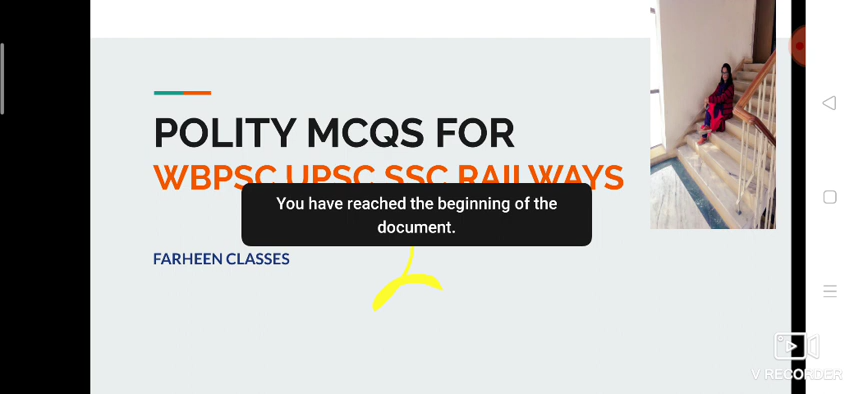 POLITY MCQS FOR
WBPSC UPSC SSC RAILWAYS
You have reached the beginning of the
document.
FARHEEN CLASSES
V RECORDER